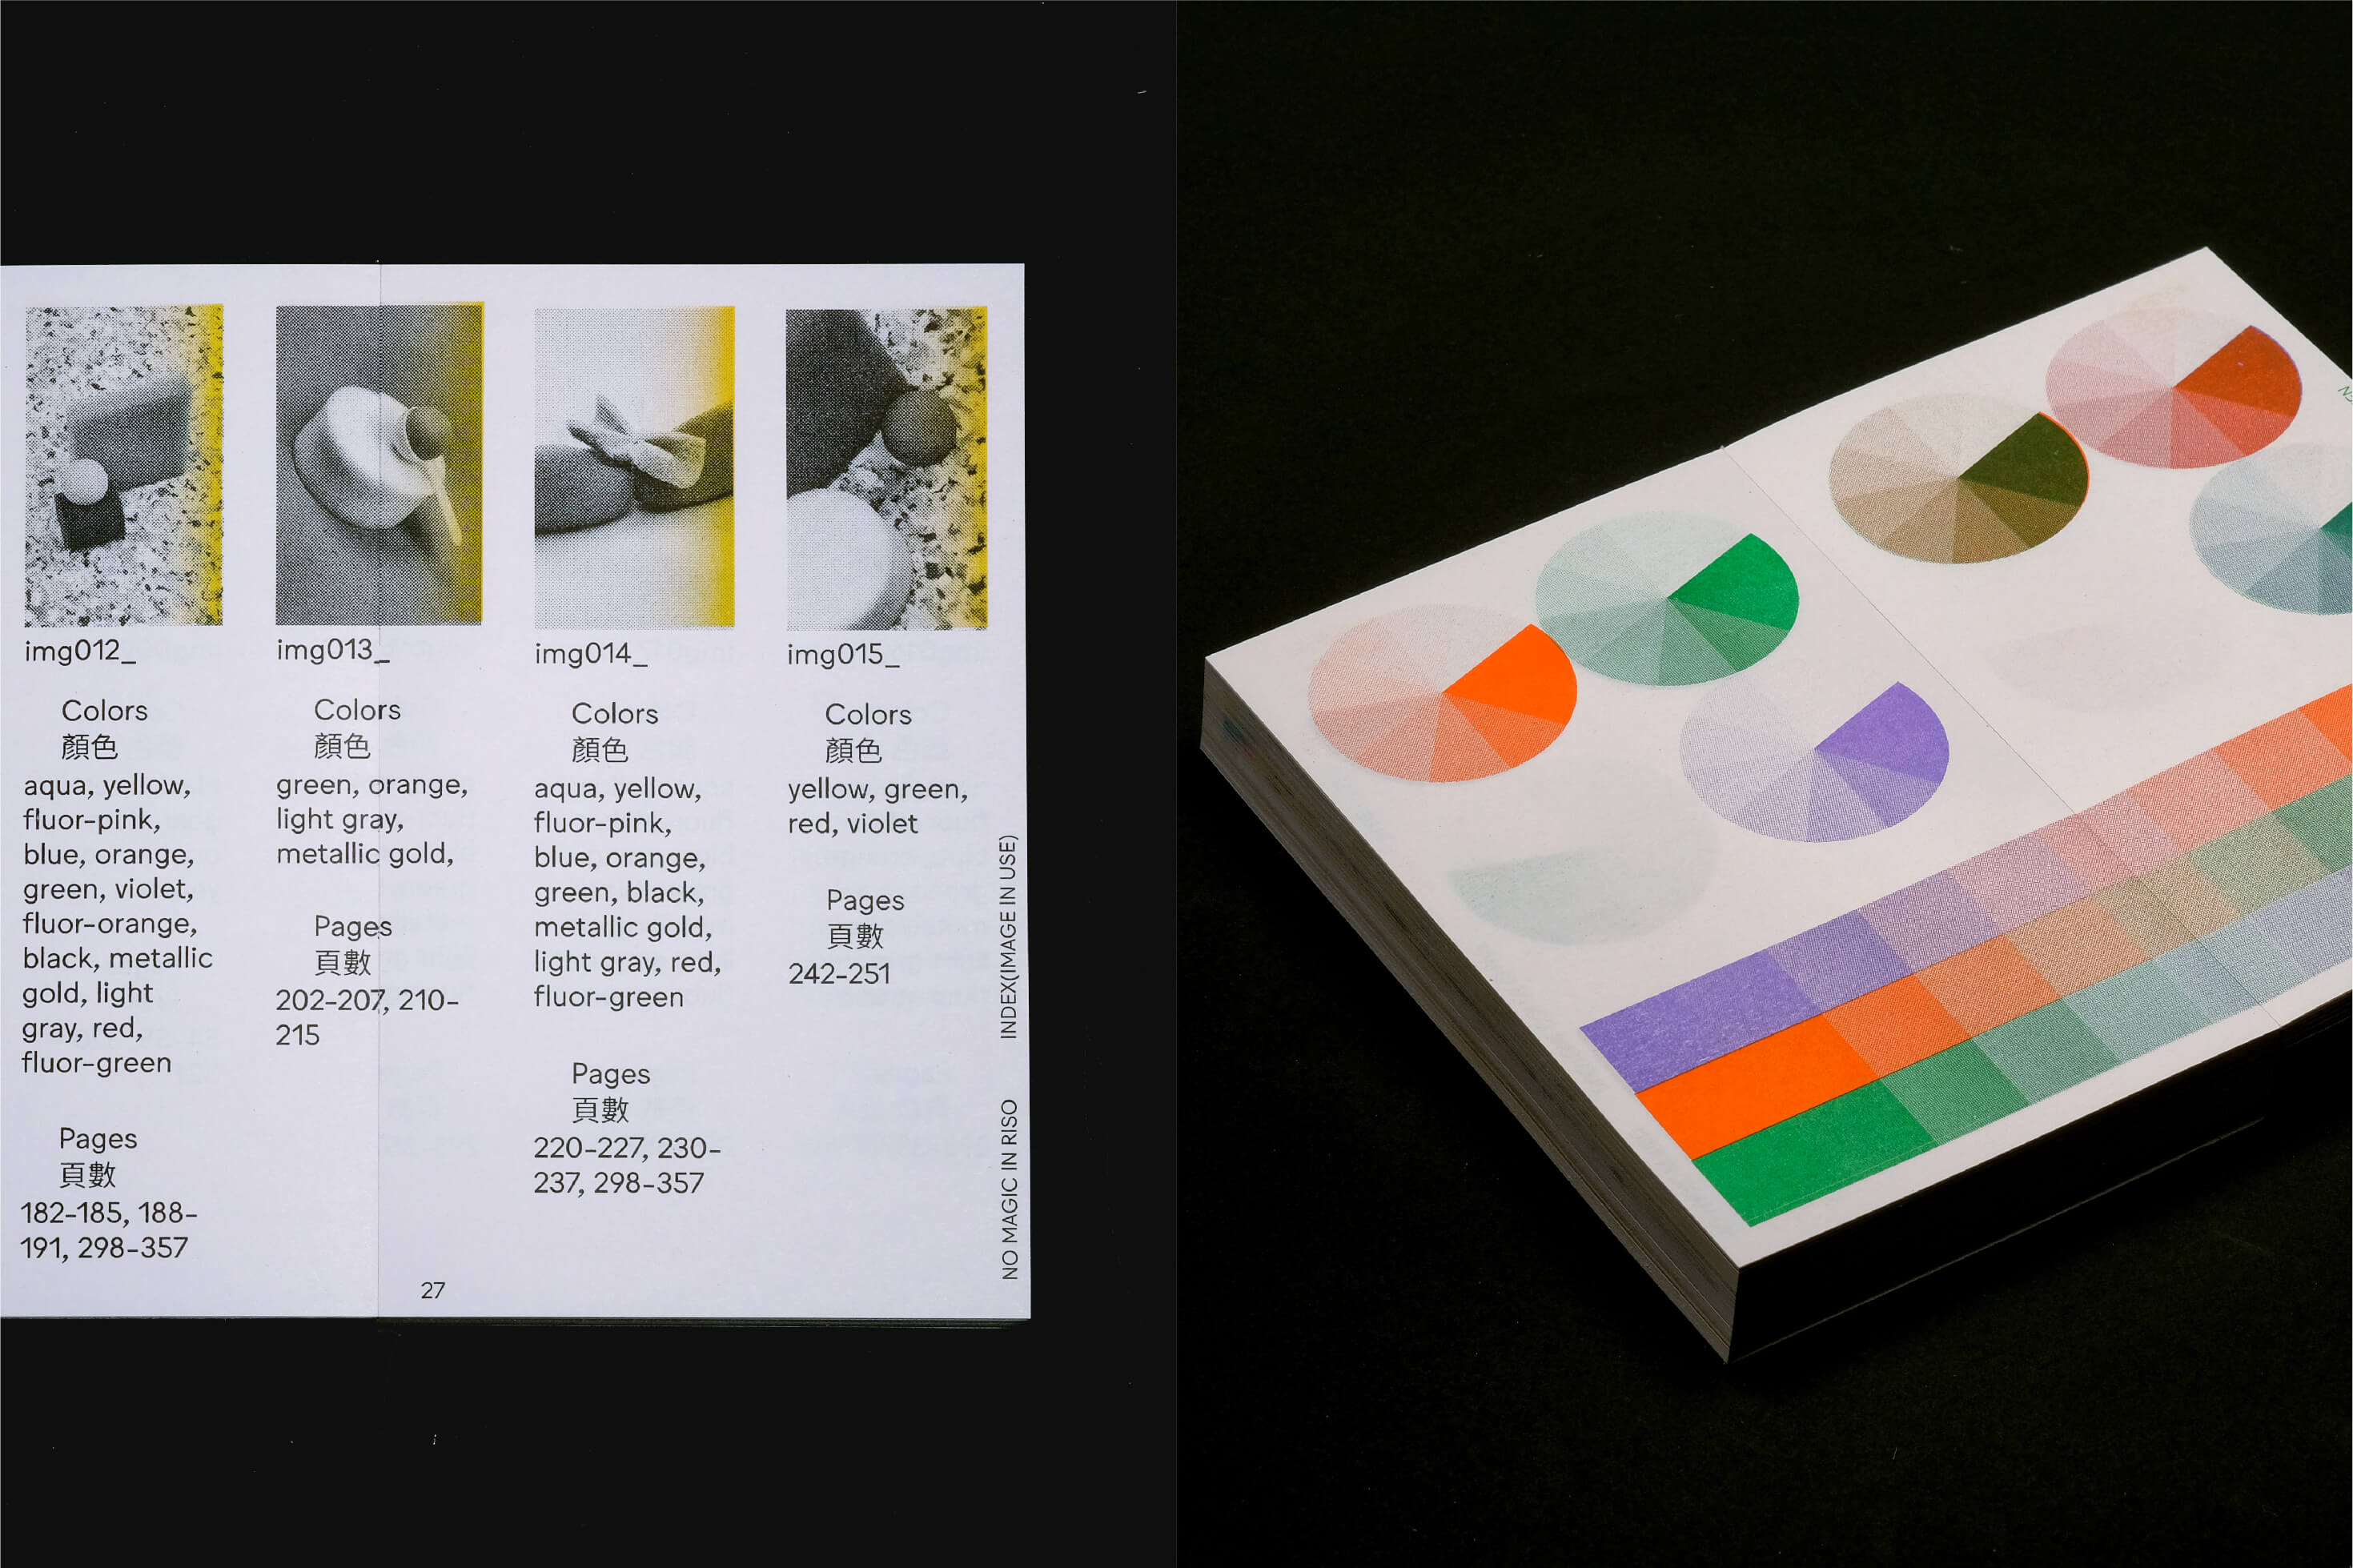 img012_
Colors
顏色
aqua, yellow,
fluor-pink,
blue, orange,
green, violet,
fluor-orange,
black, metallic
gold, light
gray, red,
fluor-green
Pages
頁數
182-185, 188-
191, 298-357
img013_
Colors
顏色
green, orange,
light gray,
metallic gold,
Pages
頁數
202-207, 210-
215
img014_
Colors
顏色
aqua, yellow,
fluor-pink,
blue, orange,
green, black,
metallic gold,
light gray, red,
fluor-green
Pages
頁數
220-227, 230-
237, 298-357
img015_
Colors
顏色
yellow, green,
red, violet
Pages
頁數
242-251
27
NO MAGIC IN RISO
INDEX(IMAGE IN USE)